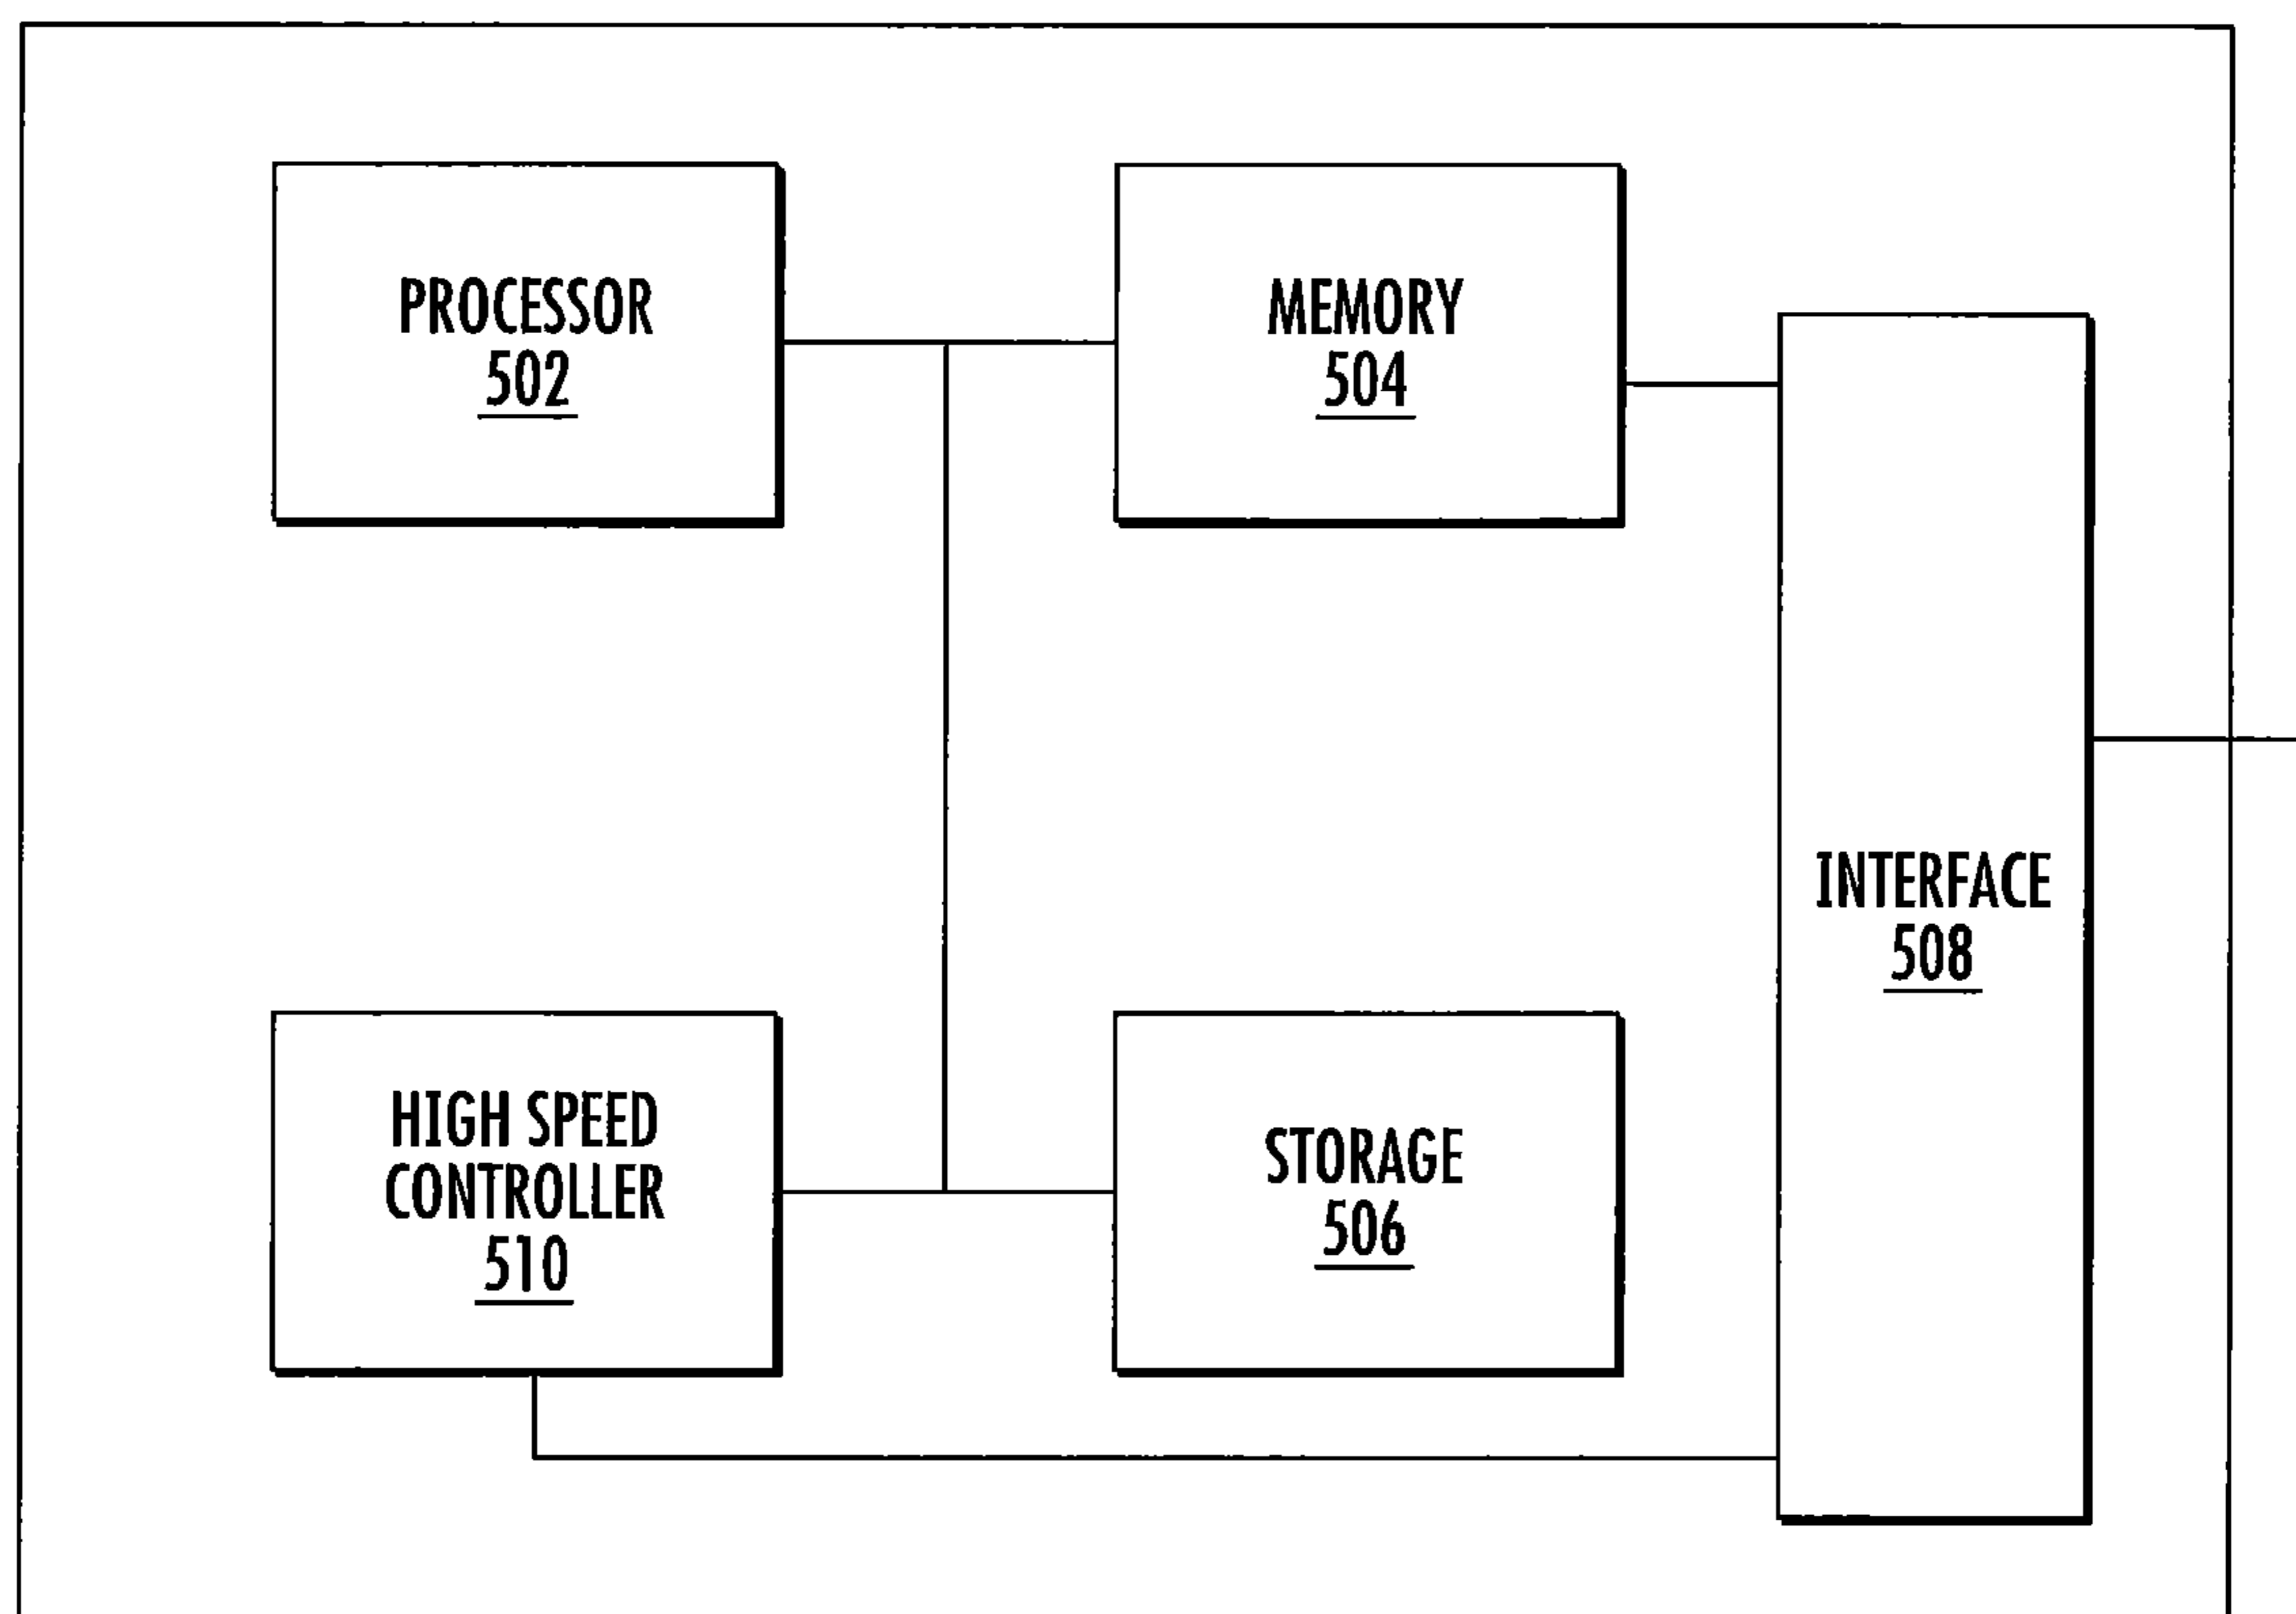 PROCESSOR
502
MEMORY
504
INTERFACE
508
HIGH SPEED
CONTROLLER
510
STORAGE
506